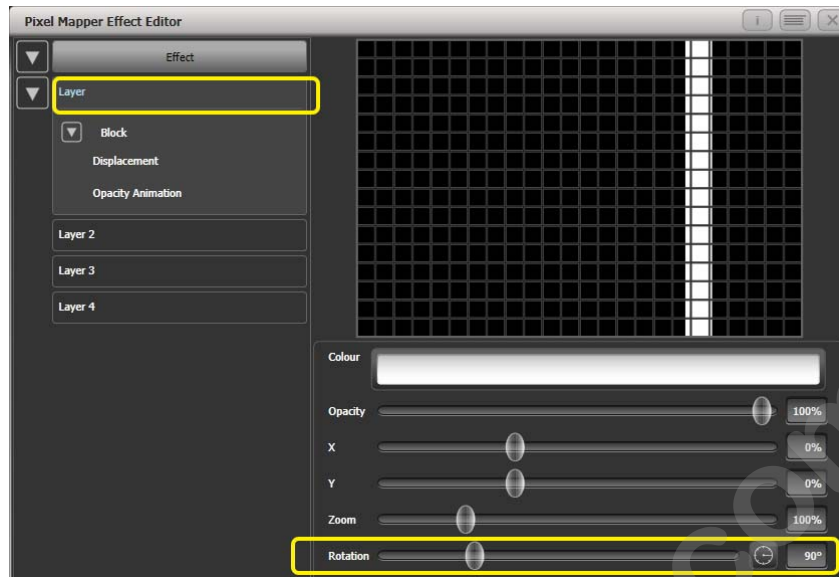 Pixel Mapper Effect Editor
Effect
Layer
Block
Displacement
Opacity Animation
Layer 2
Layer 3
Layer 4
Colour
Opacity 100%
X 0%
Y 0%
Zoom 100%
Rotation 90°